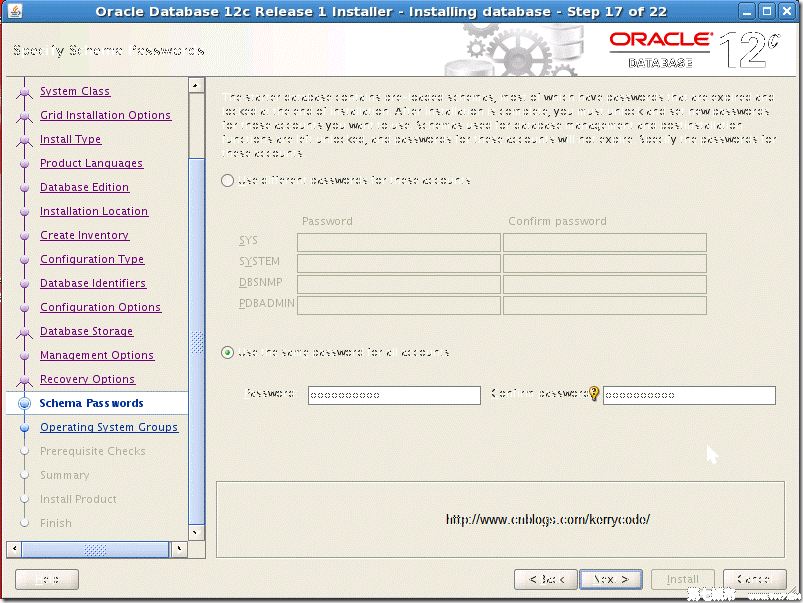 Oracle Database 12c Release 1 Installer - Installing database - Step 17 of 22
Specify Schema Passwords
ORACLE
DATABASE
12c
System Class
Grid Installation Options
Install Type
Product Languages
Database Edition
Installation Location
Create Inventory
Configuration Type
Database Identifiers
Configuration Options
Database Storage
Management Options
Recovery Options
Schema Passwords
Operating System Groups
Prerequisite Checks
Summary
Install Product
Finish
The starter database contains pre-loaded schemas, most of which have passwords that are expired and
locked at the end of installation. After installation is complete, you must unlock and set new passwords
for those accounts you want to use. Schemas used for database management and post-installation
functions are left unlocked, and passwords for these accounts will not expire. Specify the passwords for
these accounts.
Use different passwords for these accounts
Password Confirm password
SYS
SYSTEM
DBSNMP
PDBADMIN
Use the same password for all accounts
Password Confirm password
http://www.cnblogs.com/kerrycode/
Help
< Back Next > Install Cancel